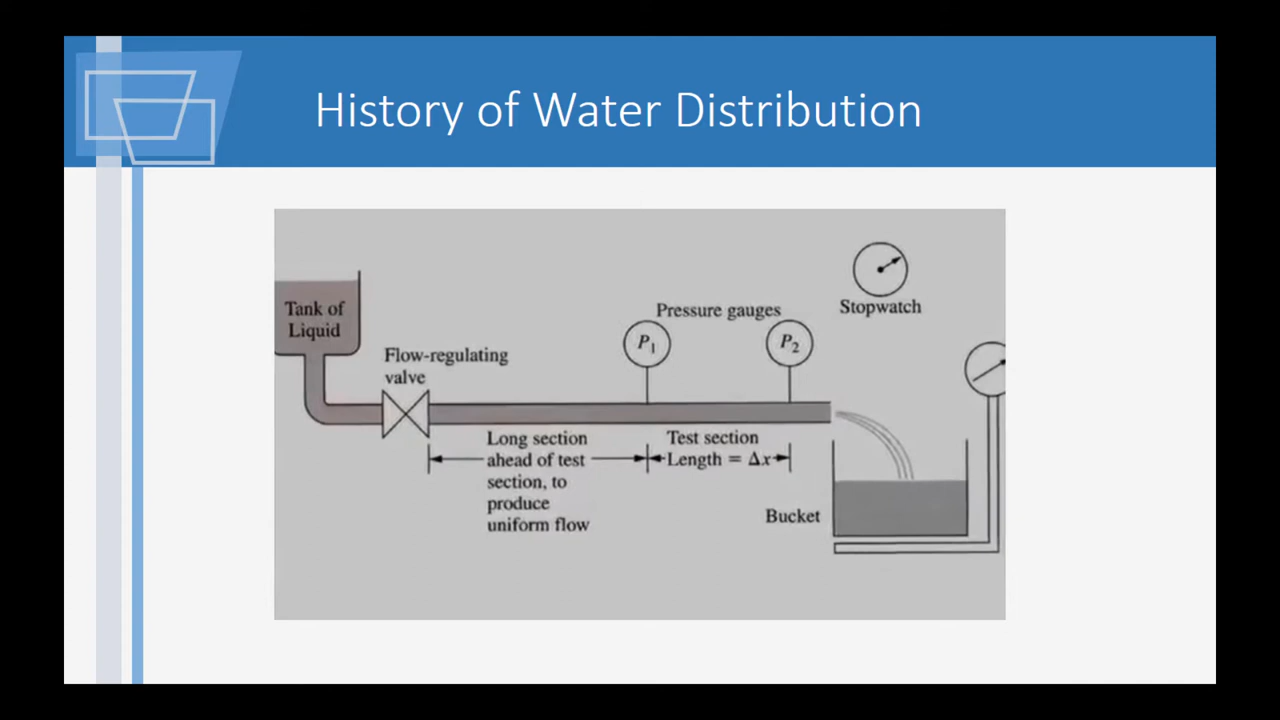 History of Water Distribution
Tank of
Liquid
Flow-regulating
valve
Pressure gauges
P₁
P₂
Stopwatch
Long section
ahead of test
section, to
produce
uniform flow
Test section
Length = Δx
Bucket